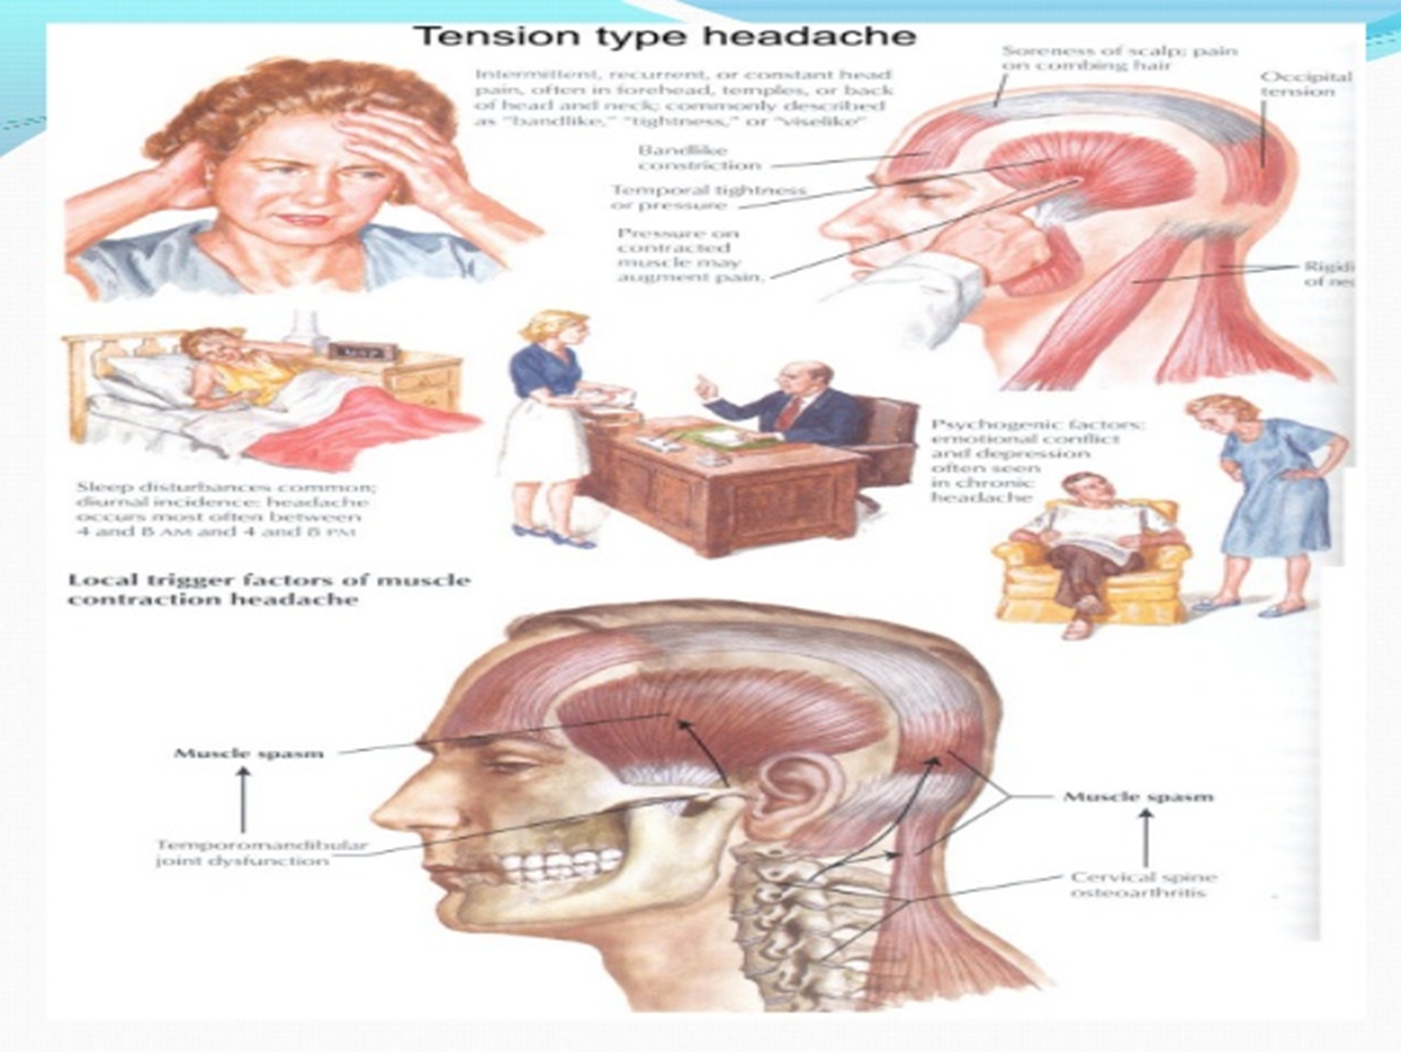 Tension type headache
Intermittent, recurrent, or constant head
pain, often in forehead, temples, or back
of head and neck; commonly described
as "bandlike," "tightness," or "viselike"
Soreness of scalp; pain
on combing hair
Occipital
tension
Bandlike
constriction
Temporal tightness
or pressure
Pressure on
contracted
muscle may
augment pain.
Rigidi
of nec
Sleep disturbances common;
diurnal incidence: headache
occurs most often between
4 and 8 AM and 4 and 8 PM
Psychogenic factors:
emotional conflict
and depression
often seen
in chronic
headache
Local trigger factors of muscle
contraction headache
Muscle spasm
Temporomandibular
joint dysfunction
Muscle spasm
Cervical spine
osteoarthritis